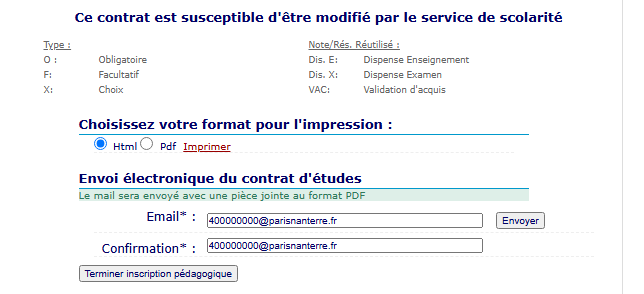 Ce contrat est susceptible d'être modifié par le service de scolarité
Type : Note/Rés. Réutilisé :
O : Obligatoire Dis. E: Dispense Enseignement
F: Facultatif Dis. X: Dispense Examen
X: Choix VAC: Validation d'acquis
Choisissez votre format pour l'impression :
Html Pdf Imprimer
Envoi électronique du contrat d'études
Le mail sera envoyé avec une pièce jointe au format PDF
Email* : 400000000@parisnanterre.fr Envoyer
Confirmation* : 400000000@parisnanterre.fr
Terminer inscription pédagogique